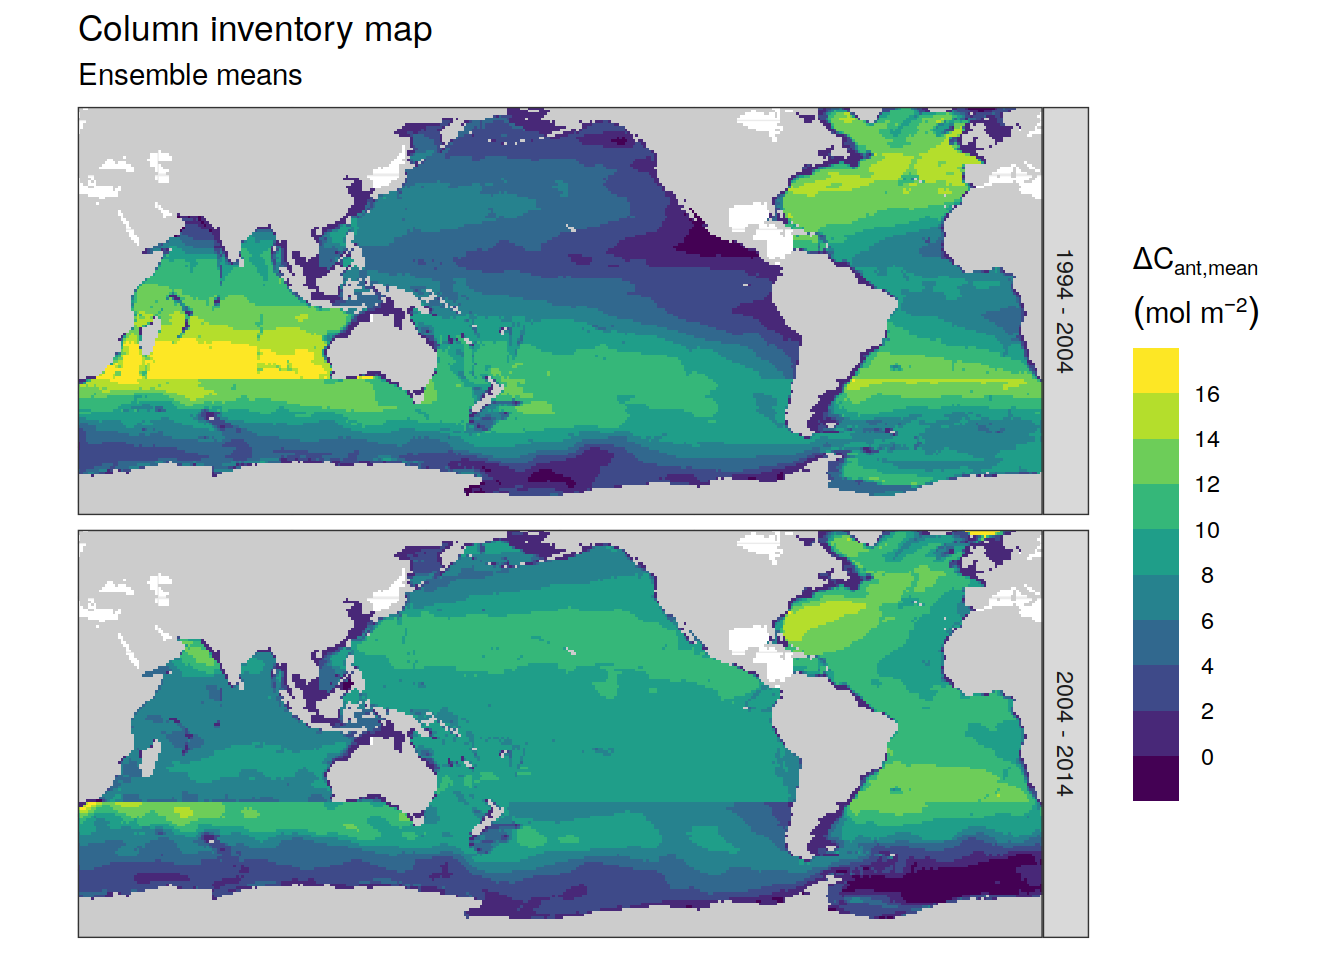 Column inventory map
Ensemble means
1994 - 2004
2004 - 2014
ΔCant,mean
(mol m−2)
16
14
12
10
8
6
4
2
0